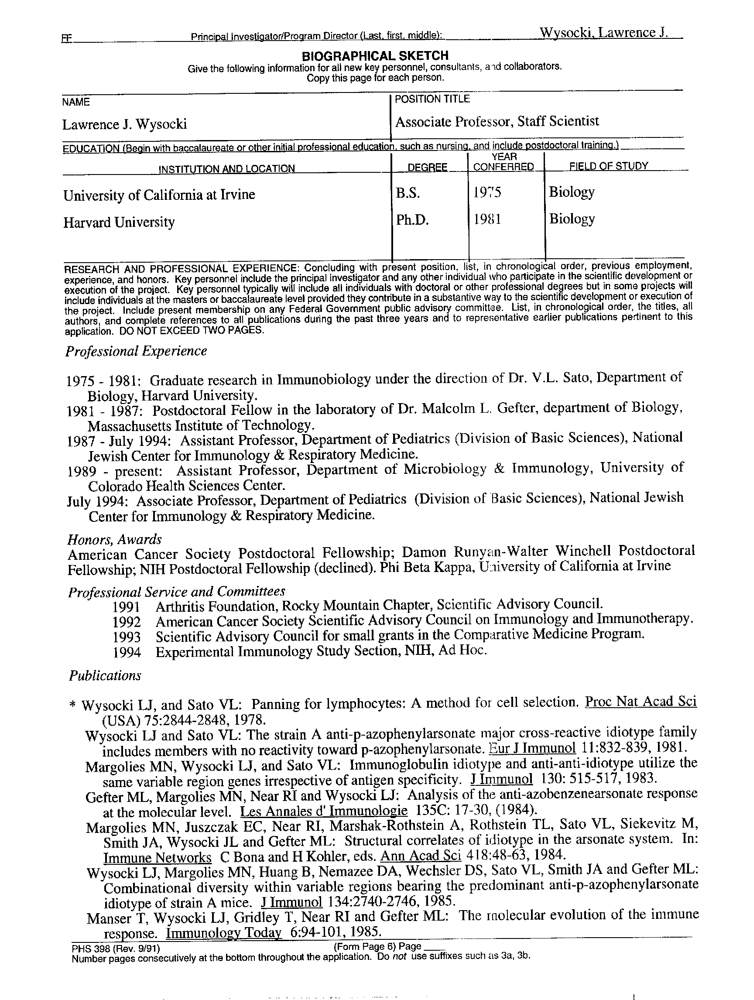 FF Principal Investigator/Program Director (Last, first, middle): Wysocki, Lawrence J.
BIOGRAPHICAL SKETCH
Give the following information for all new key personnel, consultants, and collaborators.
Copy this page for each person.
NAME
POSITION TITLE
Lawrence J. Wysocki
Associate Professor, Staff Scientist
EDUCATION (Begin with baccalaureate or other initial professional education, such as nursing, and include postdoctoral training.)
INSTITUTION AND LOCATION DEGREE YEAR CONFERRED FIELD OF STUDY
University of California at Irvine B.S. 1975 Biology
Harvard University Ph.D. 1981 Biology
RESEARCH AND PROFESSIONAL EXPERIENCE: Concluding with present position, list, in chronological order, previous employment,
experience, and honors. Key personnel include the principal investigator and any other individual who participate in the scientific development or
execution of the project. Key personnel typically will include all individuals with doctoral or other professional degrees but in some projects will
include individuals at the masters or baccalaureate level provided they contribute in a substantive way to the scientific development or execution of
the project. Include present membership on any Federal Government public advisory committee. List, in chronological order, the titles, all
authors, and complete references to all publications during the past three years and to representative earlier publications pertinent to this
application. DO NOT EXCEED TWO PAGES.
Professional Experience
1975 - 1981: Graduate research in Immunobiology under the direction of Dr. V.L. Sato, Department of
Biology, Harvard University.
1981 - 1987: Postdoctoral Fellow in the laboratory of Dr. Malcolm L. Gefter, department of Biology,
Massachusetts Institute of Technology.
1987 - July 1994: Assistant Professor, Department of Pediatrics (Division of Basic Sciences), National
Jewish Center for Immunology & Respiratory Medicine.
1989 - present: Assistant Professor, Department of Microbiology & Immunology, University of
Colorado Health Sciences Center.
July 1994: Associate Professor, Department of Pediatrics (Division of Basic Sciences), National Jewish
Center for Immunology & Respiratory Medicine.
Honors, Awards
American Cancer Society Postdoctoral Fellowship; Damon Runyan-Walter Winchell Postdoctoral
Fellowship; NIH Postdoctoral Fellowship (declined). Phi Beta Kappa, University of California at Irvine
Professional Service and Committees
1991 Arthritis Foundation, Rocky Mountain Chapter, Scientific Advisory Council.
1992 American Cancer Society Scientific Advisory Council on Immunology and Immunotherapy.
1993 Scientific Advisory Council for small grants in the Comparative Medicine Program.
1994 Experimental Immunology Study Section, NIH, Ad Hoc.
Publications
* Wysocki LJ, and Sato VL: Panning for lymphocytes: A method for cell selection. Proc Nat Acad Sci
(USA) 75:2844-2848, 1978.
Wysocki LJ and Sato VL: The strain A anti-p-azophenylarsonate major cross-reactive idiotype family
includes members with no reactivity toward p-azophenylarsonate. Eur J Immunol 11:832-839, 1981.
Margolies MN, Wysocki LJ, and Sato VL: Immunoglobulin idiotype and anti-anti-idiotype utilize the
same variable region genes irrespective of antigen specificity. J Immunol 130: 515-517, 1983.
Gefter ML, Margolies MN, Near RI and Wysocki LJ: Analysis of the anti-azobenzenearsonate response
at the molecular level. Les Annales d' Immunologie 135C: 17-30, (1984).
Margolies MN, Juszczak EC, Near RI, Marshak-Rothstein A, Rothstein TL, Sato VL, Siekevitz M,
Smith JA, Wysocki JL and Gefter ML: Structural correlates of idiotype in the arsonate system. In:
Immune Networks C Bona and H Kohler, eds. Ann Acad Sci 418:48-63, 1984.
Wysocki LJ, Margolies MN, Huang B, Nemazee DA, Wechsler DS, Sato VL, Smith JA and Gefter ML:
Combinational diversity within variable regions bearing the predominant anti-p-azophenylarsonate
idiotype of strain A mice. J Immunol 134:2740-2746, 1985.
Manser T, Wysocki LJ, Gridley T, Near RI and Gefter ML: The molecular evolution of the immune
response. Immunology Today 6:94-101, 1985.
PHS 398 (Rev. 9/91) (Form Page 6) Page ____
Number pages consecutively at the bottom throughout the application. Do not use suffixes such as 3a, 3b.